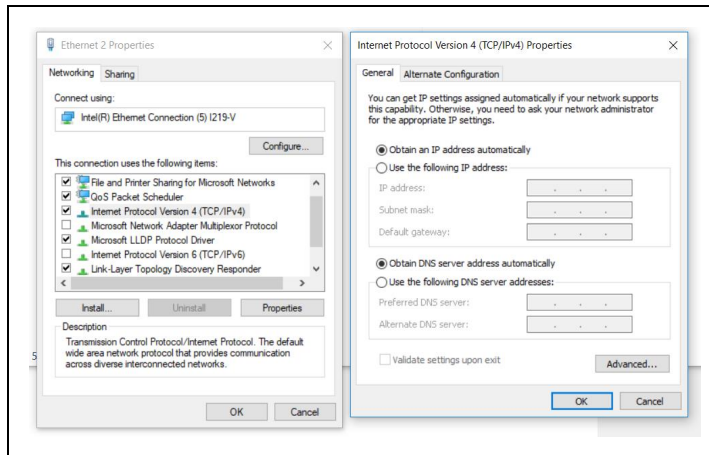 Ethernet 2 Properties
Networking Sharing
Connect using:
Intel(R) Ethernet Connection (5) I219-V
Configure...
This connection uses the following items:
File and Printer Sharing for Microsoft Networks
QoS Packet Scheduler
Internet Protocol Version 4 (TCP/IPv4)
Microsoft Network Adapter Multiplexor Protocol
Microsoft LLDP Protocol Driver
Internet Protocol Version 6 (TCP/IPv6)
Link-Layer Topology Discovery Responder
Install... Uninstall Properties
Description
Transmission Control Protocol/Internet Protocol. The default
wide area network protocol that provides communication
across diverse interconnected networks.
OK Cancel
5
Internet Protocol Version 4 (TCP/IPv4) Properties
General Alternate Configuration
You can get IP settings assigned automatically if your network supports
this capability. Otherwise, you need to ask your network administrator
for the appropriate IP settings.
Obtain an IP address automatically
Use the following IP address:
IP address:
Subnet mask:
Default gateway:
Obtain DNS server address automatically
Use the following DNS server addresses:
Preferred DNS server:
Alternate DNS server:
Validate settings upon exit
Advanced...
OK Cancel